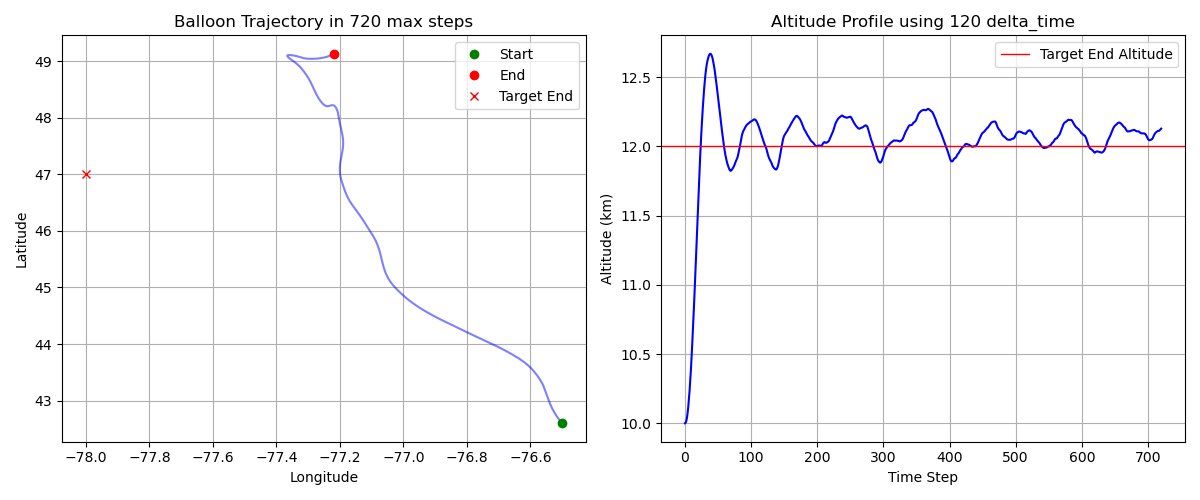 Balloon Trajectory in 720 max steps
Start
End
Target End
49
48
47
46
45
44
43
Latitude
−78.0 −77.8 −77.6 −77.4 −77.2 −77.0 −76.8 −76.6
Longitude
Altitude Profile using 120 delta_time
Target End Altitude
12.5
12.0
11.5
11.0
10.5
10.0
Altitude (km)
0 100 200 300 400 500 600 700
Time Step